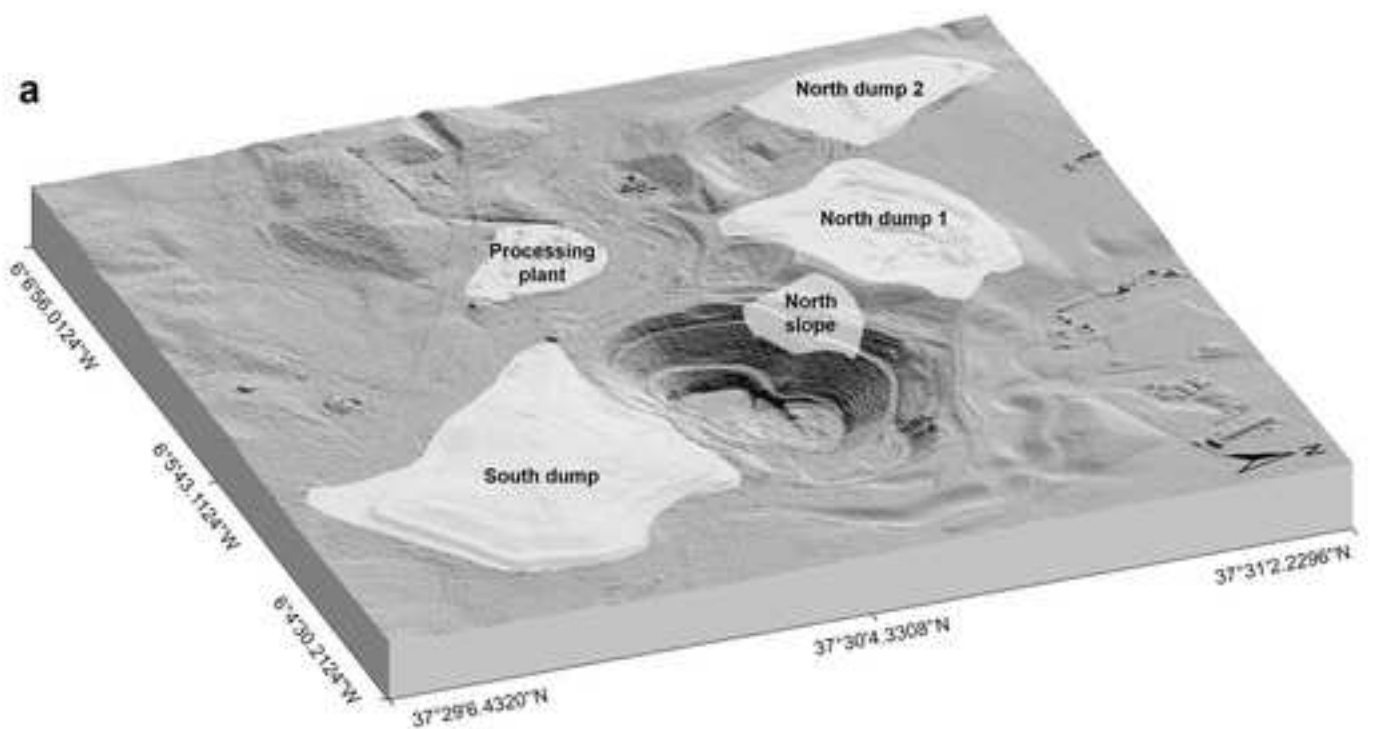 a
North dump 2
North dump 1
Processing
plant
North
slope
South dump
N
6°6'56.0124"W
6°5'43.1124"W
6°4'30.2124"W
37°29'6.4320"N
37°30'4.3308"N
37°31'2.2296"N